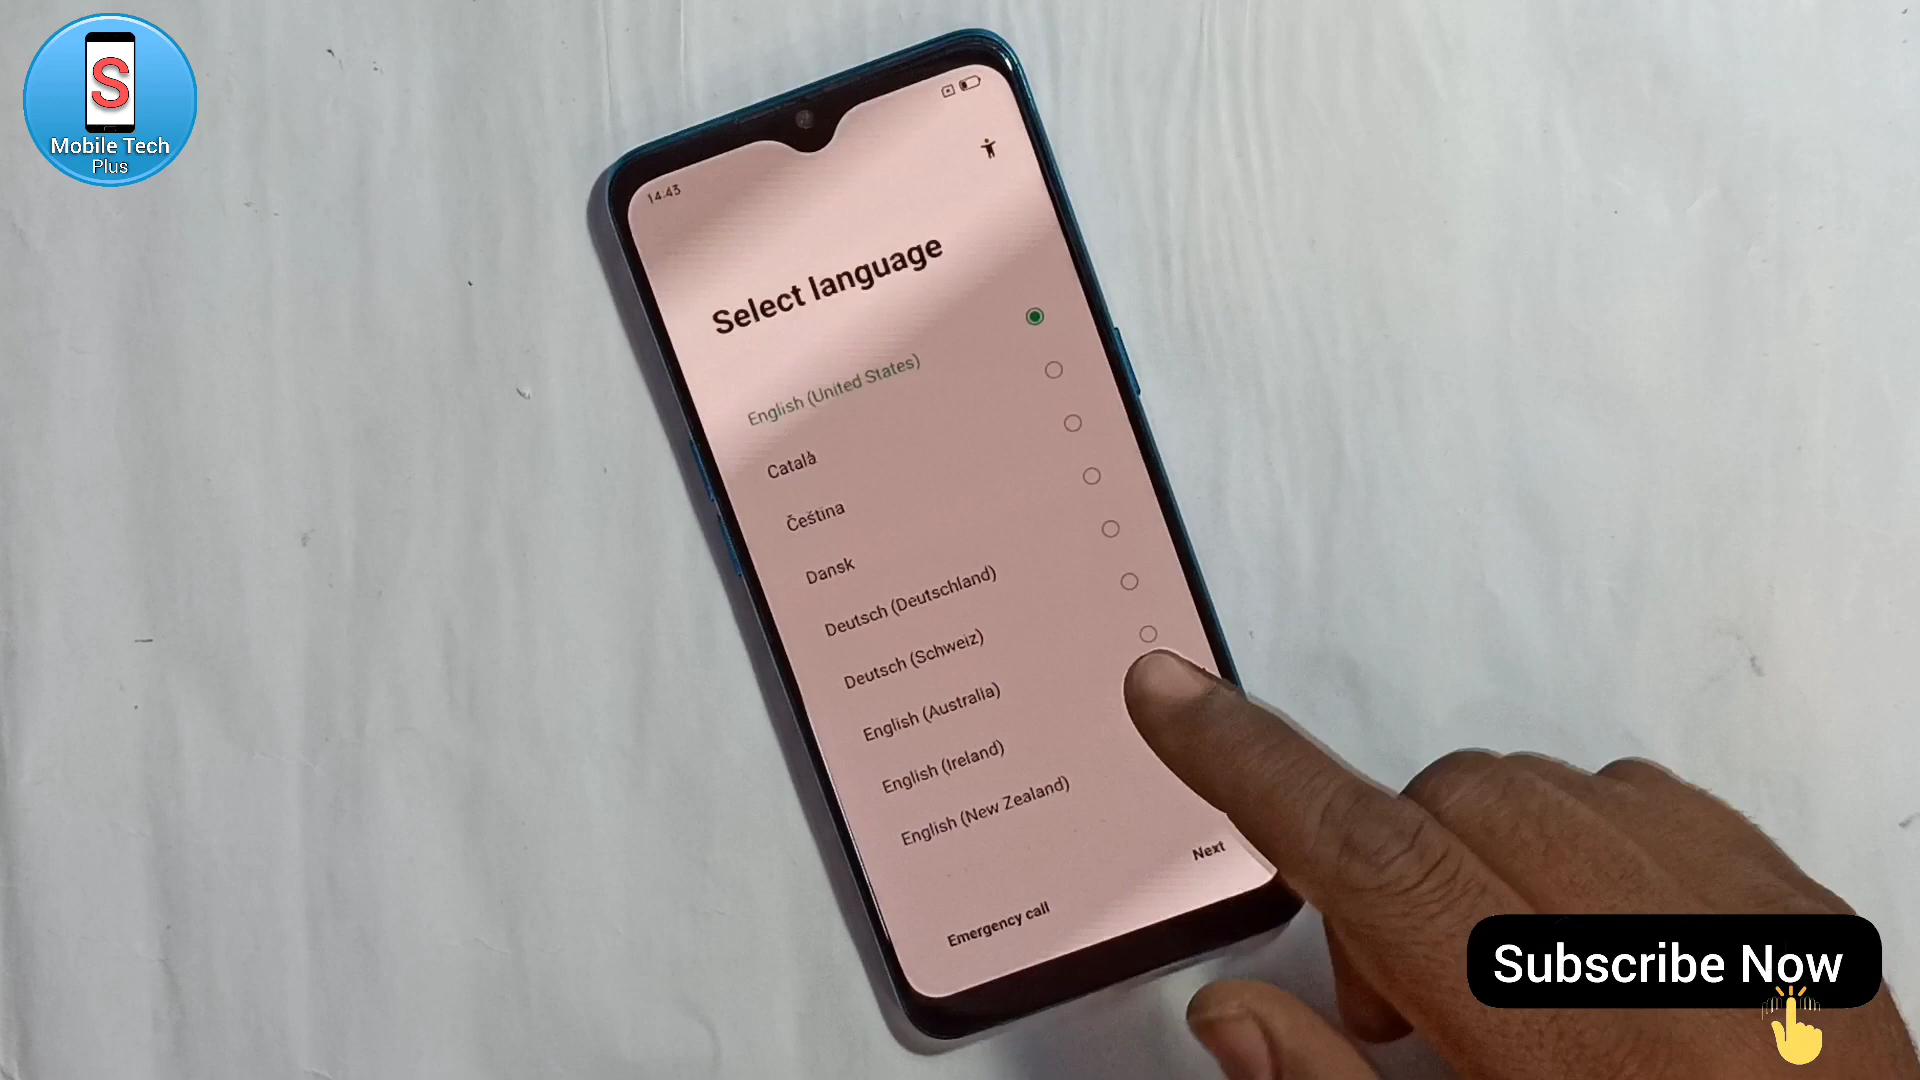 S
Mobile Tech
Plus
14:43
Select language
English (United States)
Català
Čeština
Dansk
Deutsch (Deutschland)
Deutsch (Schweiz)
English (Australia)
English (Ireland)
English (New Zealand)
Next
Emergency call
Subscribe Now